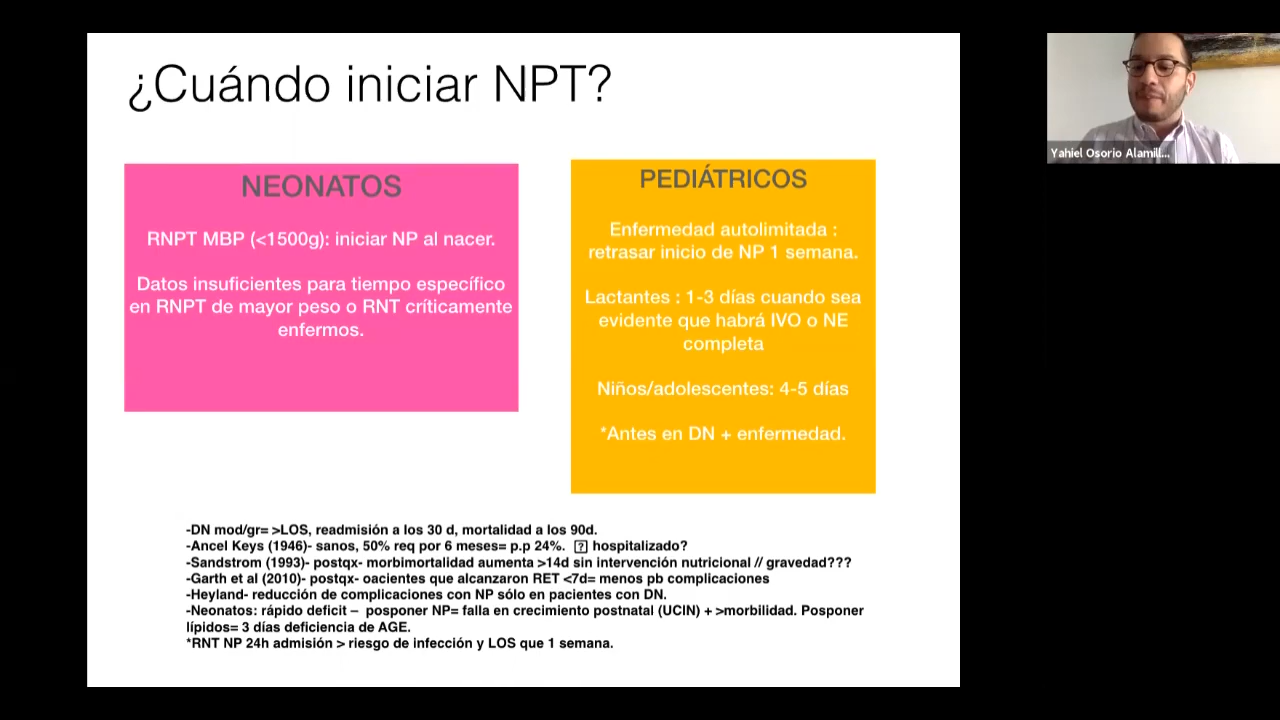 ¿Cuándo iniciar NPT?
NEONATOS
RNPT MBP (<1500g): iniciar NP al nacer.
Datos insuficientes para tiempo específico
en RNPT de mayor peso o RNT críticamente
enfermos.
PEDIÁTRICOS
Enfermedad autolimitada :
retrasar inicio de NP 1 semana.
Lactantes : 1-3 días cuando sea
evidente que habrá IVO o NE
completa
Niños/adolescentes: 4-5 días
*Antes en DN + enfermedad.
-DN mod/gr= >LOS, readmisión a los 30 d, mortalidad a los 90d.
-Ancel Keys (1946)- sanos, 50% req por 6 meses= p.p 24%. ⍰ hospitalizado?
-Sandstrom (1993)- postqx- morbimortalidad aumenta >14d sin intervención nutricional // gravedad???
-Garth et al (2010)- postqx- oacientes que alcanzaron RET <7d= menos pb complicaciones
-Heyland- reducción de complicaciones con NP sólo en pacientes con DN.
-Neonatos: rápido deficit – posponer NP= falla en crecimiento postnatal (UCIN) + >morbilidad. Posponer
lípidos= 3 días deficiencia de AGE.
*RNT NP 24h admisión > riesgo de infección y LOS que 1 semana.
Yahiel Osorio Alamill...